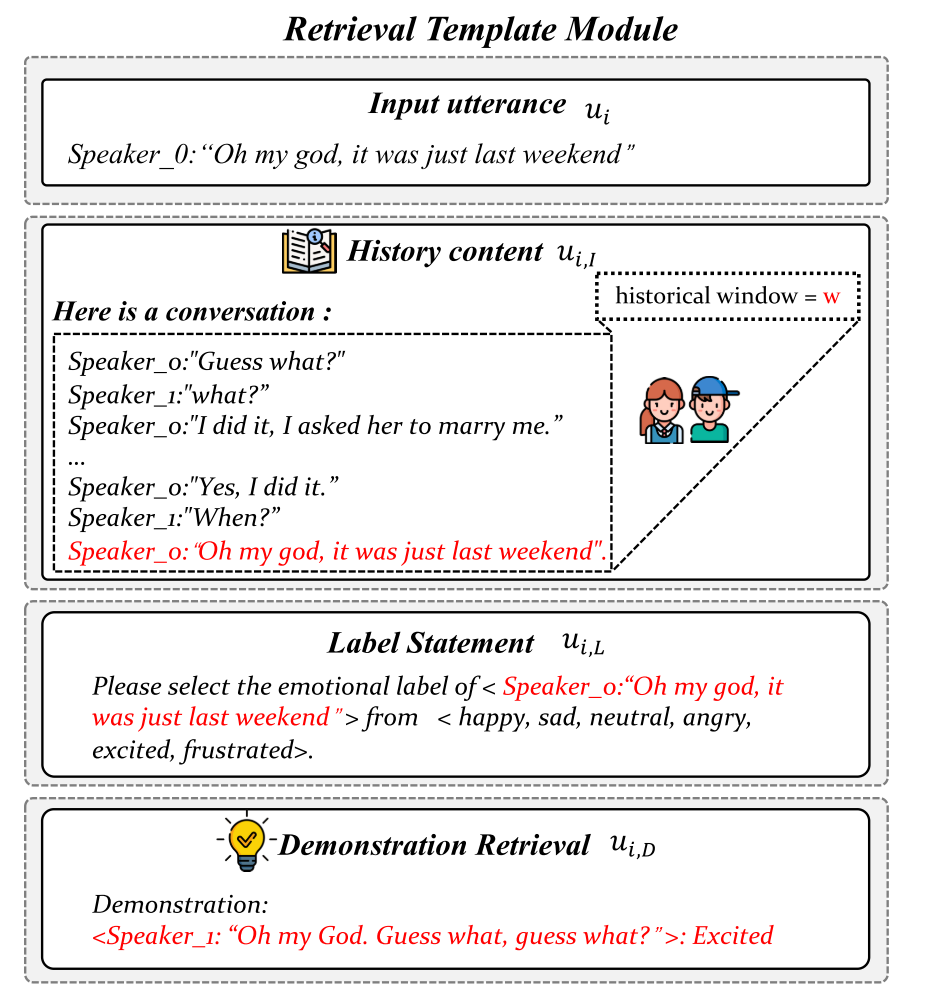 Retrieval Template Module
Input utterance u_i
Speaker_0:‘‘Oh my god, it was just last weekend”
History content u_{i,I}
historical window = w
Here is a conversation :
Speaker_0:"Guess what?"
Speaker_1:"what?”
Speaker_0:"I did it, I asked her to marry me.”
...
Speaker_0:"Yes, I did it.”
Speaker_1:"When?”
Speaker_0:“Oh my god, it was just last weekend".
Label Statement u_{i,L}
Please select the emotional label of < Speaker_0:“Oh my god, it
was just last weekend”> from < happy, sad, neutral, angry,
excited, frustrated>.
Demonstration Retrieval u_{i,D}
Demonstration:
<Speaker_1: “Oh my God. Guess what, guess what?”>: Excited